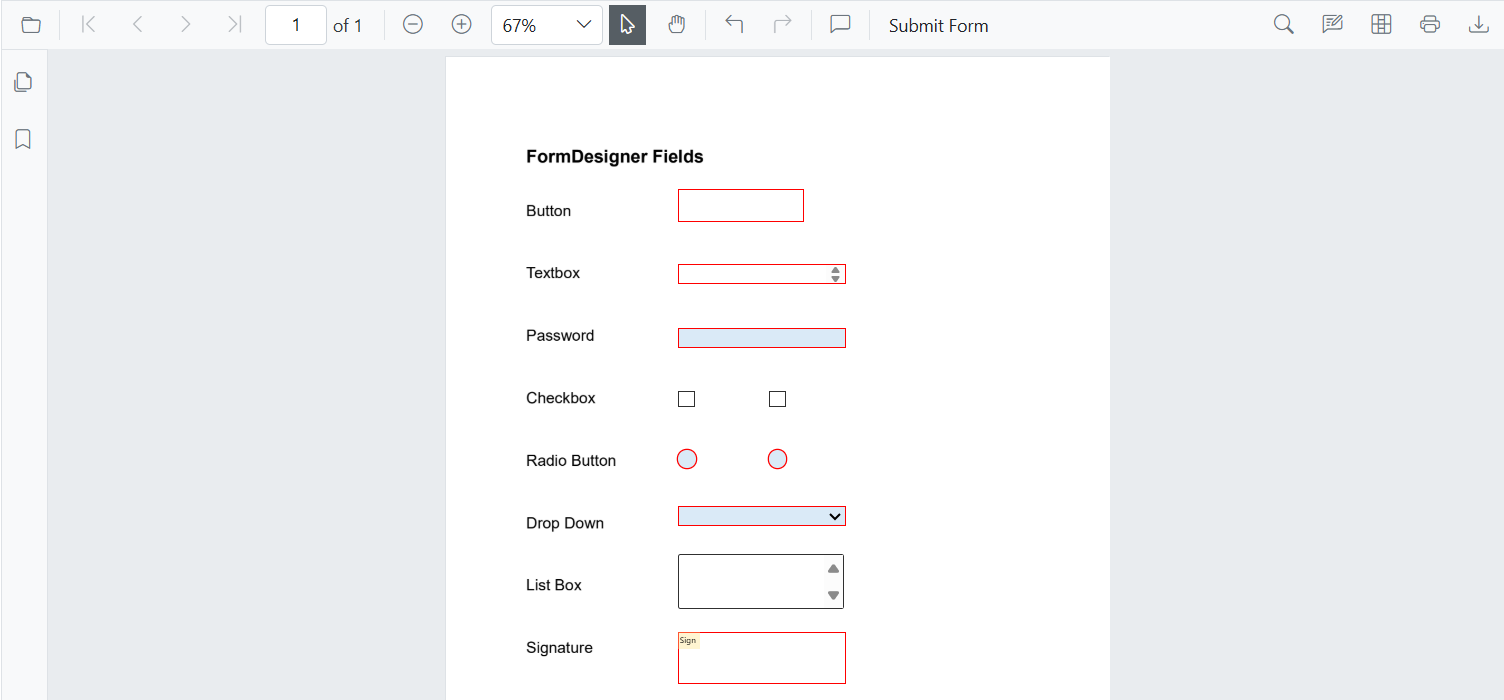 1 of 1 67% Submit Form
FormDesigner Fields
Button
Textbox
Password
Checkbox
Radio Button
Drop Down
List Box
Sign
Signature